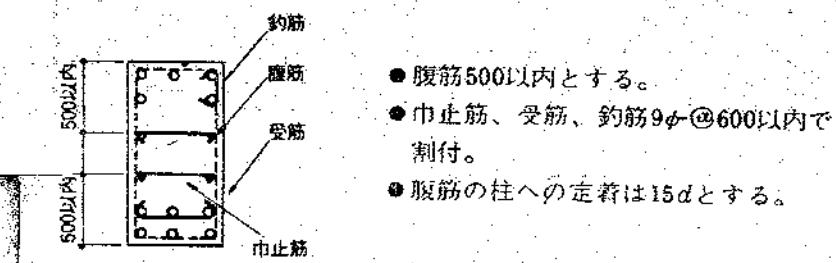 釣筋
腹筋
受筋
巾止筋
500以内
500以内
●腹筋500以内とする。
●巾止筋、受筋、釣筋9φ-@600以内で
割付。
●腹筋の柱への定着は15dとする。